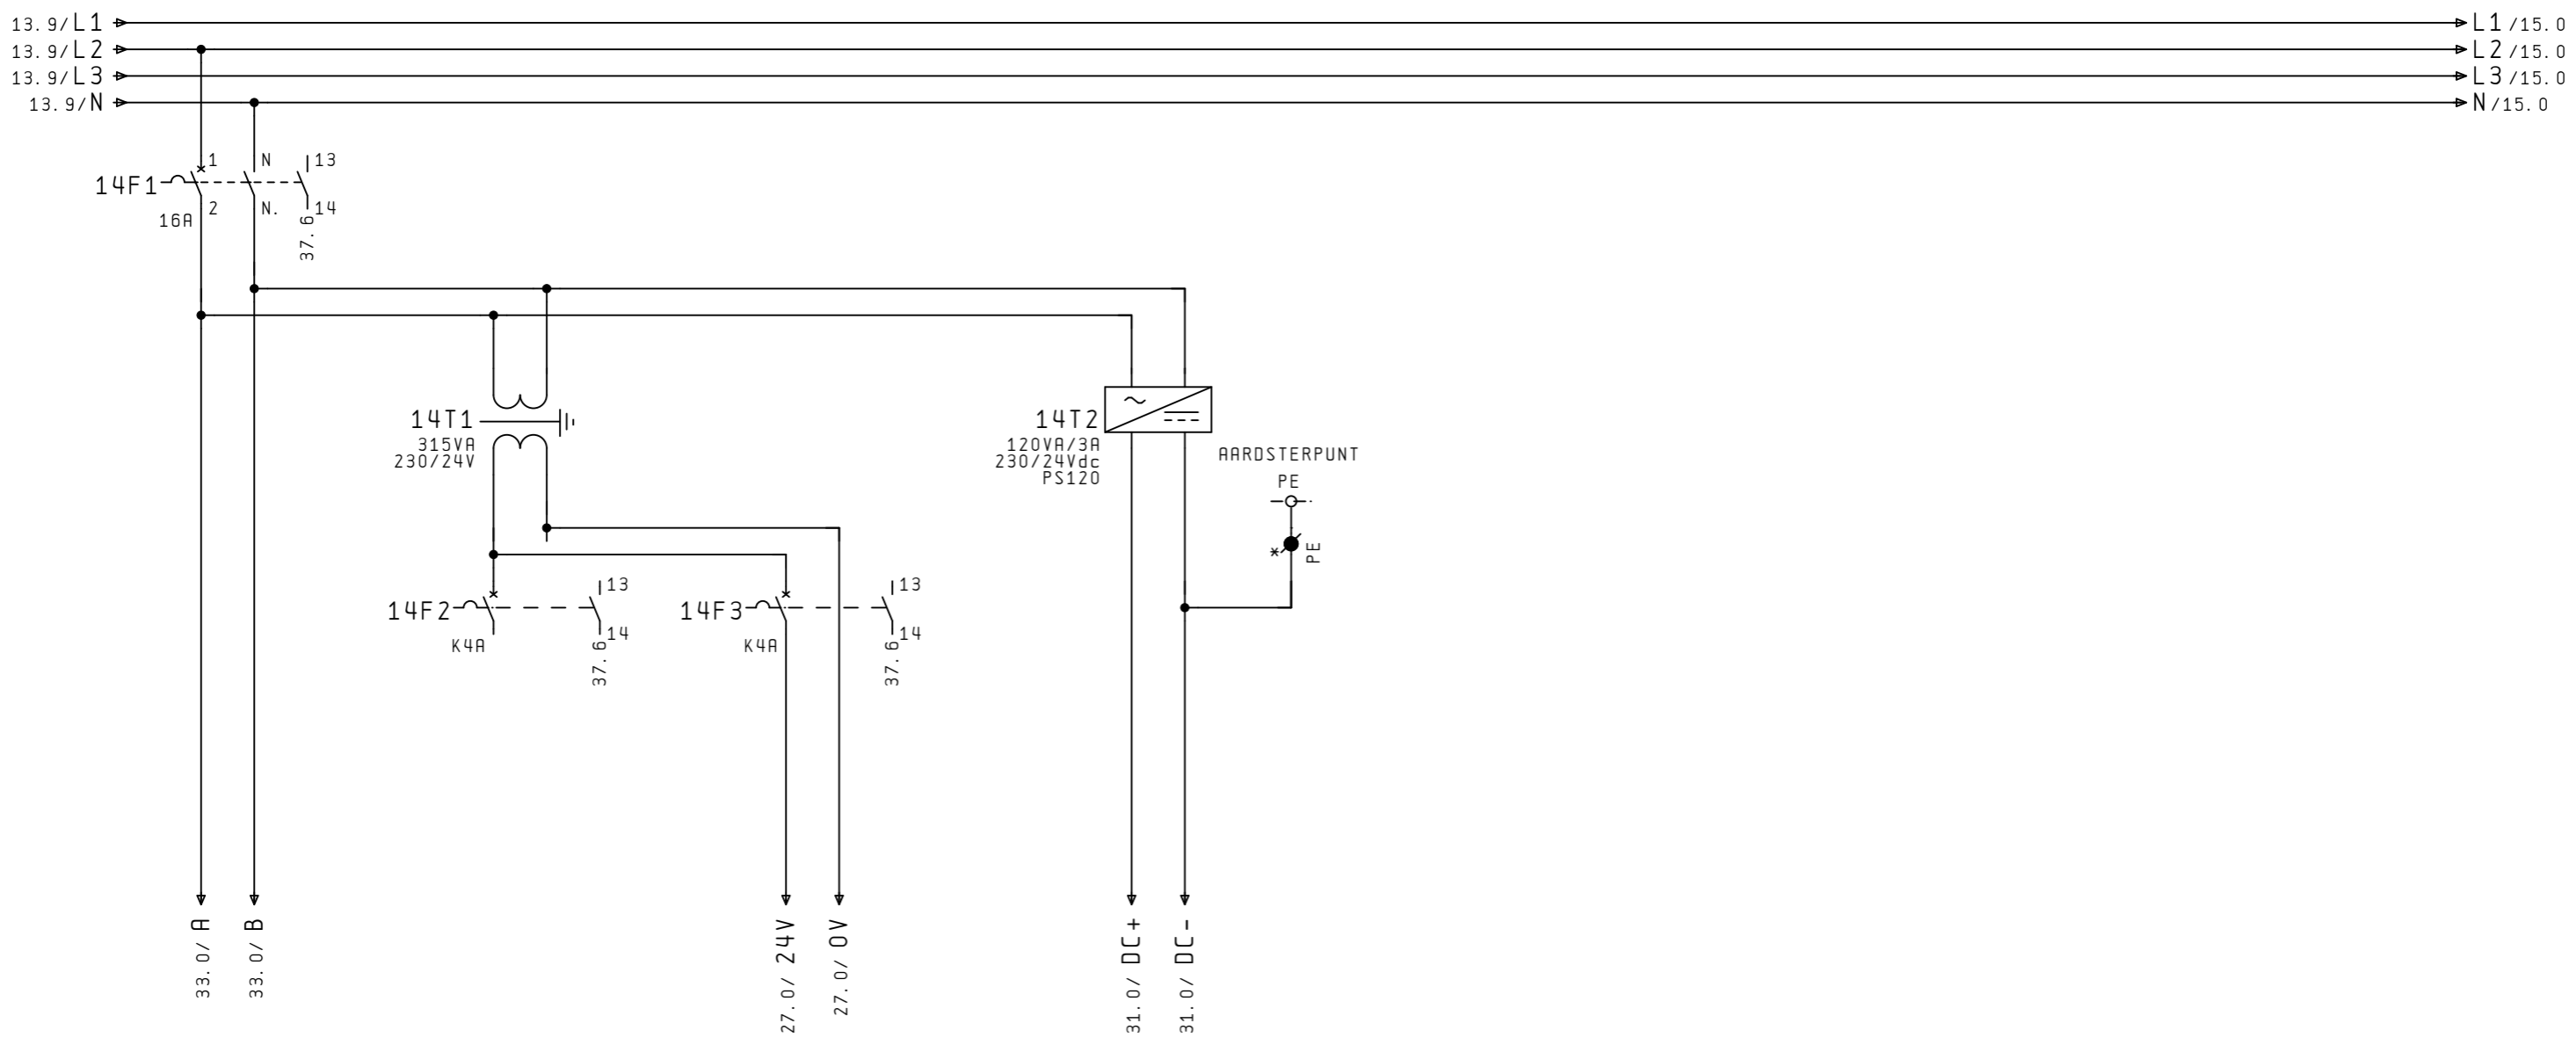 13.9/L1
L1/15.0
13.9/L2
L2/15.0
13.9/L3
L3/15.0
13.9/N
N/15.0
1
N
13
14F1
2
N.
14
16A
37.6
14T1
315VA
230/24V
14T2
120VA/3A
230/24Vdc
PS120
AARDSTERPUNT
PE
*
PE
13
14F2
14
K4A
37.6
13
14F3
14
K4A
37.6
33.0/ A
33.0/ B
27.0/ 24V
27.0/ 0V
31.0/ DC+
31.0/ DC-